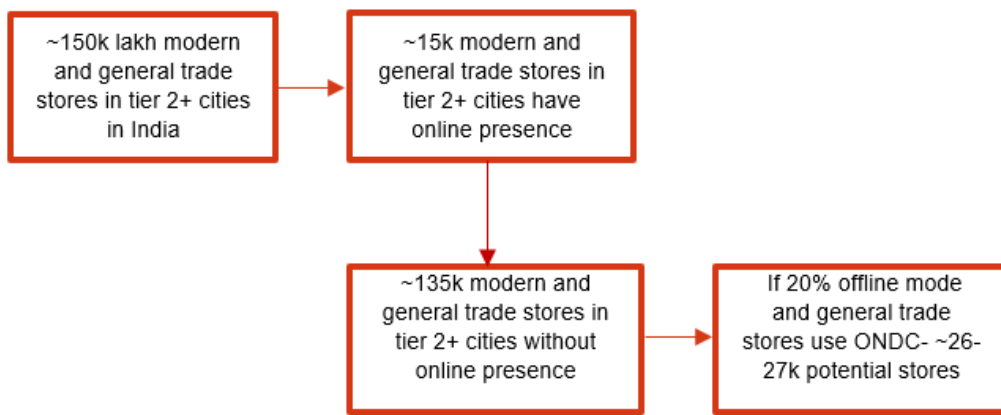 ~150k lakh modern
and general trade
stores in tier 2+ cities
in India
~15k modern and
general trade stores in
tier 2+ cities have
online presence
~135k modern and
general trade stores in
tier 2+ cities without
online presence
If 20% offline mode
and general trade
stores use ONDC- ~26-
27k potential stores